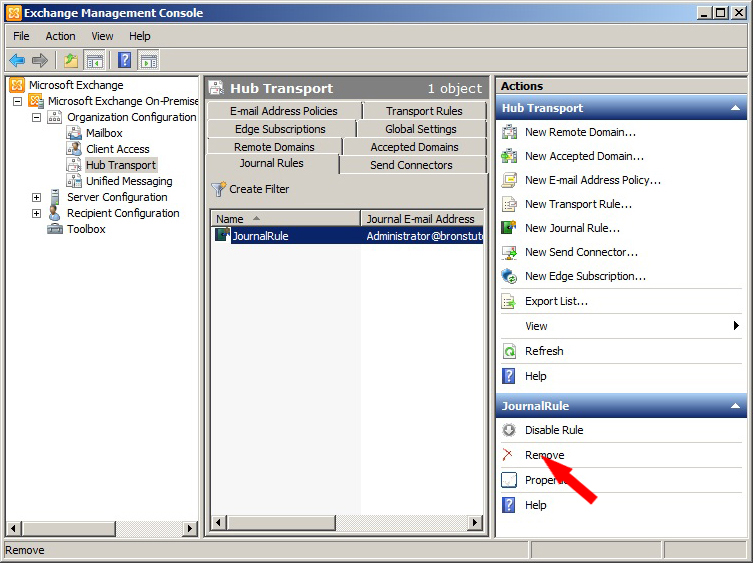 Exchange Management Console
File Action View Help
Microsoft Exchange
Microsoft Exchange On-Premise
Organization Configuration
Mailbox
Client Access
Hub Transport
Unified Messaging
Server Configuration
Recipient Configuration
Toolbox
Hub Transport 1 object
E-mail Address Policies Transport Rules
Edge Subscriptions Global Settings
Remote Domains Accepted Domains
Journal Rules Send Connectors
Create Filter
Name Journal E-mail Address
JournalRule Administrator@bronstuto
Actions
Hub Transport
New Remote Domain...
New Accepted Domain...
New E-mail Address Policy...
New Transport Rule...
New Journal Rule...
New Send Connector...
New Edge Subscription...
Export List...
View
Refresh
Help
JournalRule
Disable Rule
Remove
Help
Remove